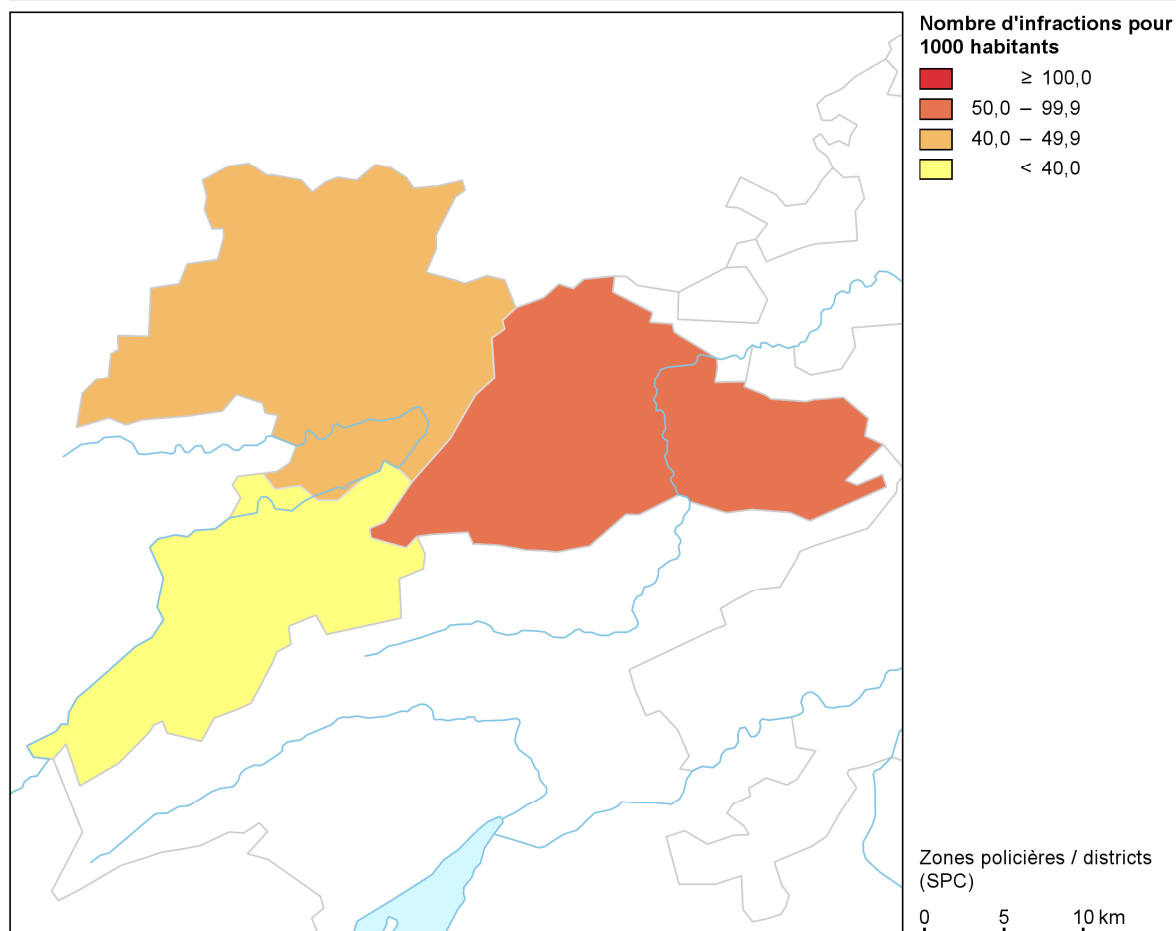 Nombre d'infractions pour
1000 habitants
≥ 100,0
50,0 – 99,9
40,0 – 49,9
< 40,0
Zones policières / districts
(SPC)
0 5 10 km